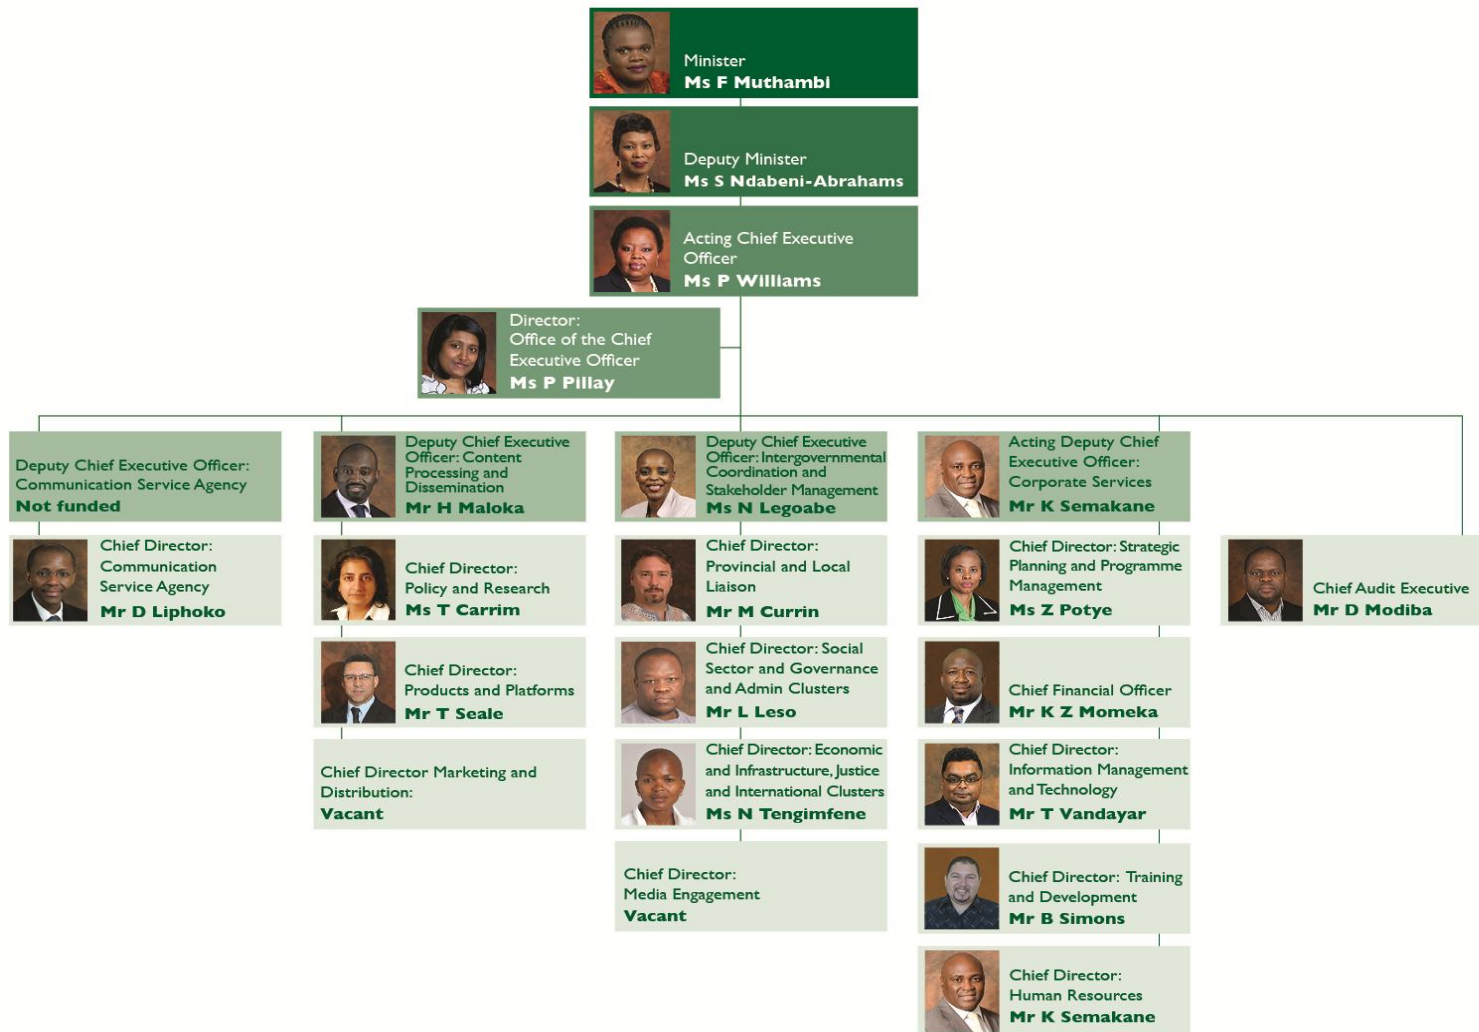 Minister
Ms F Muthambi
Deputy Minister
Ms S Ndabeni-Abrahams
Acting Chief Executive
Officer
Ms P Williams
Director:
Office of the Chief
Executive Officer
Ms P Pillay
Deputy Chief Executive Officer:
Communication Service Agency
Not funded
Chief Director:
Communication
Service Agency
Mr D Liphoko
Deputy Chief Executive
Officer: Content
Processing and
Dissemination
Mr H Maloka
Chief Director:
Policy and Research
Ms T Carrim
Chief Director:
Products and Platforms
Mr T Seale
Chief Director Marketing and
Distribution:
Vacant
Deputy Chief Executive
Officer: Intergovernmental
Coordination and
Stakeholder Management
Ms N Legoabe
Chief Director:
Provincial and Local
Liaison
Mr M Currin
Chief Director: Social
Sector and Governance
and Admin Clusters
Mr L Leso
Chief Director: Economic
and Infrastructure, Justice
and International Clusters
Ms N Tengimfene
Chief Director:
Media Engagement
Vacant
Acting Deputy Chief
Executive Officer:
Corporate Services
Mr K Semakane
Chief Director: Strategic
Planning and Programme
Management
Ms Z Potye
Chief Financial Officer
Mr K Z Momeka
Chief Director:
Information Management
and Technology
Mr T Vandayar
Chief Director: Training
and Development
Mr B Simons
Chief Director:
Human Resources
Mr K Semakane
Chief Audit Executive
Mr D Modiba